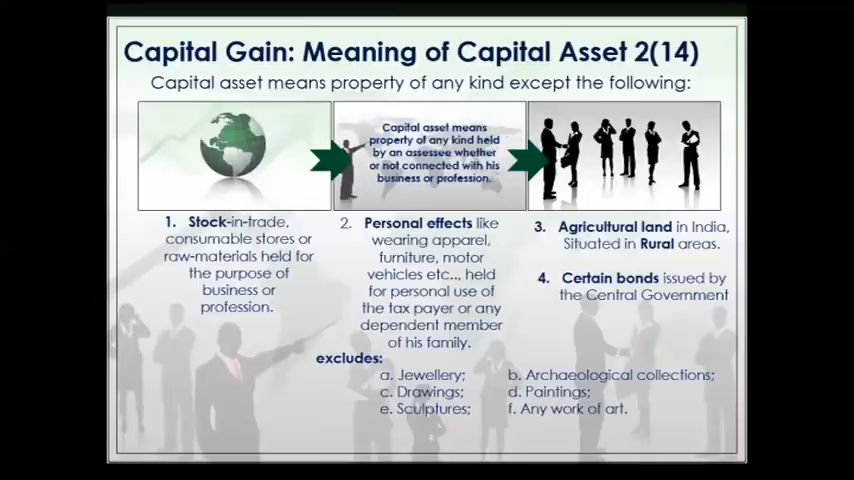 Capital Gain: Meaning of Capital Asset 2(14)
Capital asset means property of any kind except the following:
Capital asset means
property of any kind held
by an assessee whether
or not connected with his
business or profession.
1. Stock-in-trade,
consumable stores or
raw-materials held for
the purpose of
business or
profession.
2. Personal effects like
wearing apparel,
furniture, motor
vehicles etc.., held
for personal use of
the tax payer or any
dependent member
of his family.
excludes:
a. Jewellery;
b. Archaeological collections;
c. Drawings;
d. Paintings;
e. Sculptures;
f. Any work of art.
3. Agricultural land in India,
Situated in Rural areas.
4. Certain bonds issued by
the Central Government